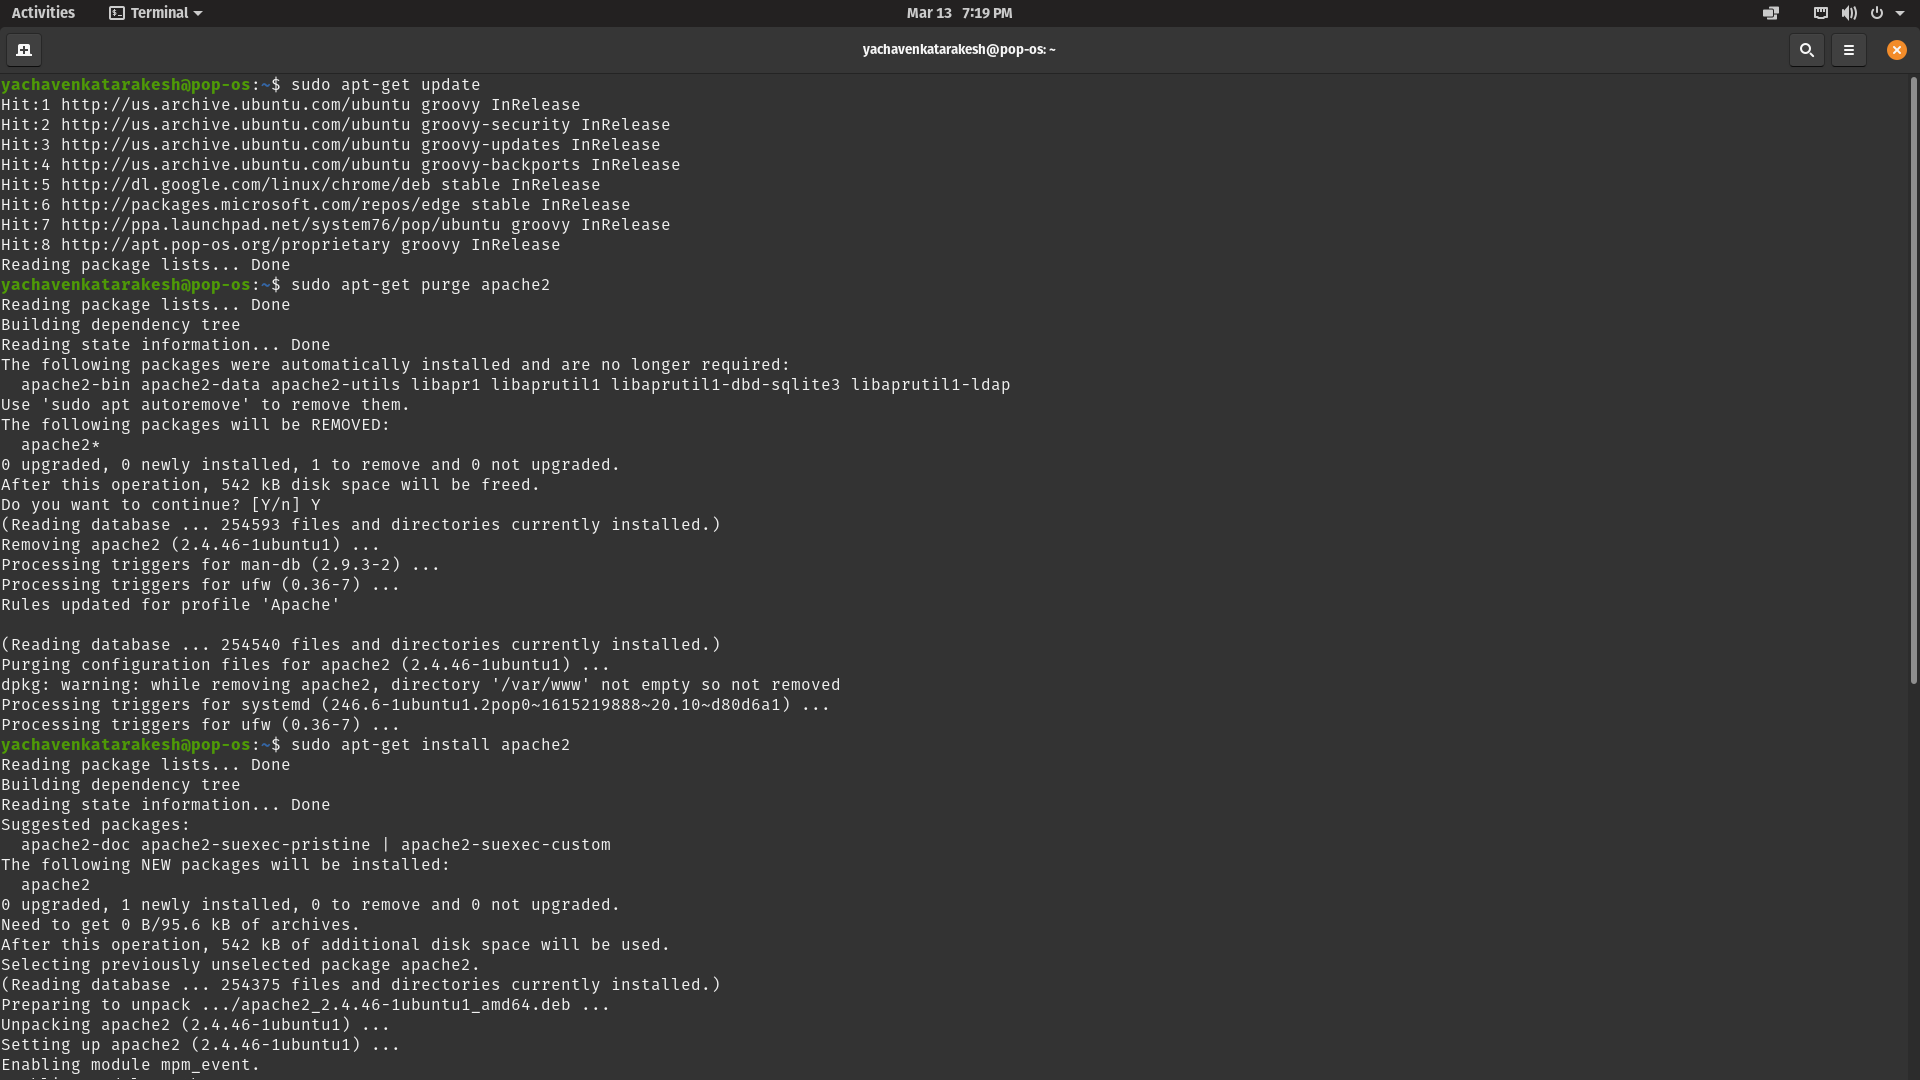 Activities
Terminal
Mar 13 7:19 PM
yachavenkatarakesh@pop-os: ~
yachavenkatarakesh@pop-os:~$ sudo apt-get update
Hit:1 http://us.archive.ubuntu.com/ubuntu groovy InRelease
Hit:2 http://us.archive.ubuntu.com/ubuntu groovy-security InRelease
Hit:3 http://us.archive.ubuntu.com/ubuntu groovy-updates InRelease
Hit:4 http://us.archive.ubuntu.com/ubuntu groovy-backports InRelease
Hit:5 http://dl.google.com/linux/chrome/deb stable InRelease
Hit:6 http://packages.microsoft.com/repos/edge stable InRelease
Hit:7 http://ppa.launchpad.net/system76/pop/ubuntu groovy InRelease
Hit:8 http://apt.pop-os.org/proprietary groovy InRelease
Reading package lists... Done
yachavenkatarakesh@pop-os:~$ sudo apt-get purge apache2
Reading package lists... Done
Building dependency tree
Reading state information... Done
The following packages were automatically installed and are no longer required:
  apache2-bin apache2-data apache2-utils libapr1 libaprutil1 libaprutil1-dbd-sqlite3 libaprutil1-ldap
Use 'sudo apt autoremove' to remove them.
The following packages will be REMOVED:
  apache2*
0 upgraded, 0 newly installed, 1 to remove and 0 not upgraded.
After this operation, 542 kB disk space will be freed.
Do you want to continue? [Y/n] Y
(Reading database ... 254593 files and directories currently installed.)
Removing apache2 (2.4.46-1ubuntu1) ...
Processing triggers for man-db (2.9.3-2) ...
Processing triggers for ufw (0.36-7) ...
Rules updated for profile 'Apache'
(Reading database ... 254540 files and directories currently installed.)
Purging configuration files for apache2 (2.4.46-1ubuntu1) ...
dpkg: warning: while removing apache2, directory '/var/www' not empty so not removed
Processing triggers for systemd (246.6-1ubuntu1.2pop0~1615219888~20.10~d80d6a1) ...
Processing triggers for ufw (0.36-7) ...
yachavenkatarakesh@pop-os:~$ sudo apt-get install apache2
Reading package lists... Done
Building dependency tree
Reading state information... Done
Suggested packages:
  apache2-doc apache2-suexec-pristine | apache2-suexec-custom
The following NEW packages will be installed:
  apache2
0 upgraded, 1 newly installed, 0 to remove and 0 not upgraded.
Need to get 0 B/95.6 kB of archives.
After this operation, 542 kB of additional disk space will be used.
Selecting previously unselected package apache2.
(Reading database ... 254375 files and directories currently installed.)
Preparing to unpack .../apache2_2.4.46-1ubuntu1_amd64.deb ...
Unpacking apache2 (2.4.46-1ubuntu1) ...
Setting up apache2 (2.4.46-1ubuntu1) ...
Enabling module mpm_event.